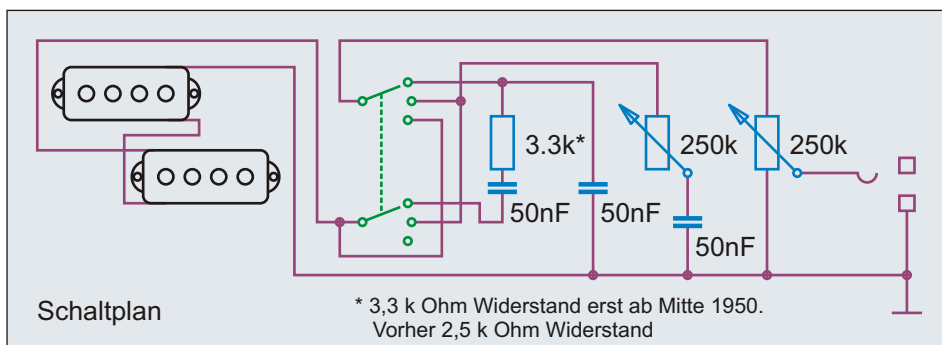 3.3k*
250k
250k
50nF
50nF
50nF
Schaltplan
* 3,3 k Ohm Widerstand erst ab Mitte 1950.
Vorher 2,5 k Ohm Widerstand